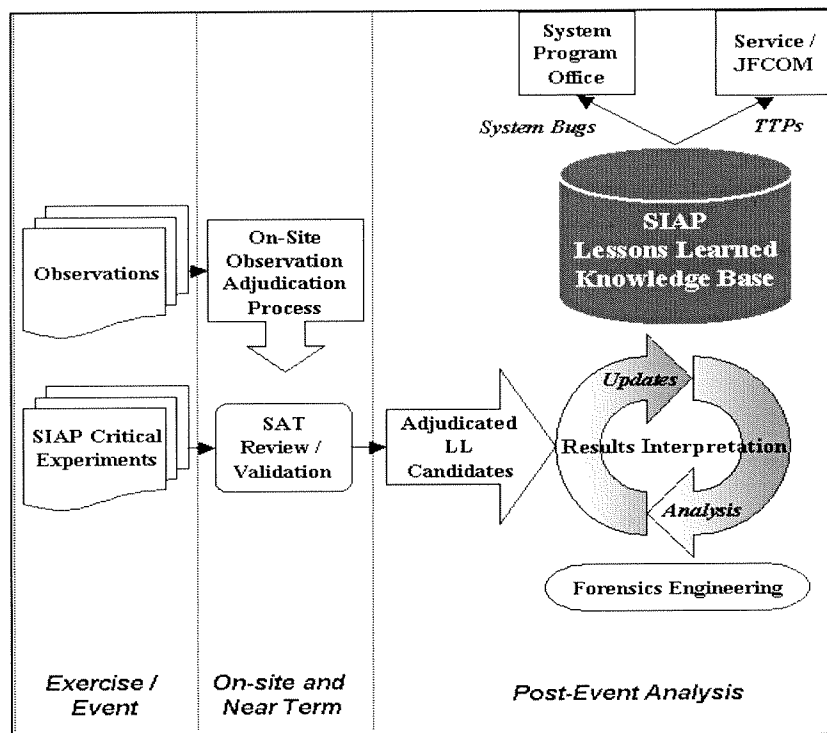 System
Program
Office
Service /
JFCOM
System Bugs
TTPs
SIAP
Lessons Learned
Knowledge Base
Observations
On-Site
Observation
Adjudication
Process
SIAP Critical
Experiments
SAT
Review /
Validation
Adjudicated
LL
Candidates
Updates
Results Interpretation
Analysis
Forensics Engineering
Exercise /
Event
On-site and
Near Term
Post-Event Analysis